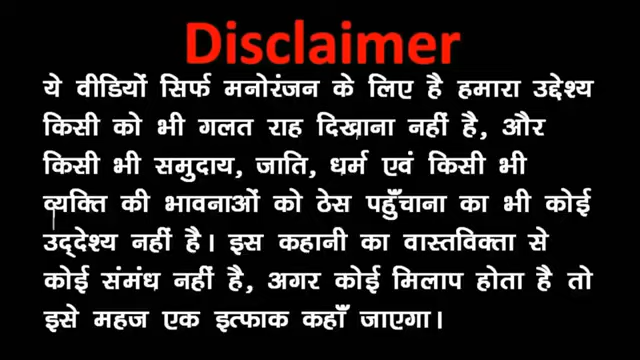 Disclaimer
ये वीडियों सिर्फ मनोरंजन के लिए है हमारा उद्देश्य
किसी को भी गलत राह दिखाना नहीं है, और
किसी भी समुदाय, जाति, धर्म एवं किसी भी
व्यक्ति की भावनाओं को ठेस पहुँचाना का भी कोई
उद्देश्य नहीं है। इस कहानी का वास्तविक्ता से
कोई संमंध नहीं है, अगर कोई मिलाप होता है तो
इसे महज एक इत्फाक कहाँ जाएगा।